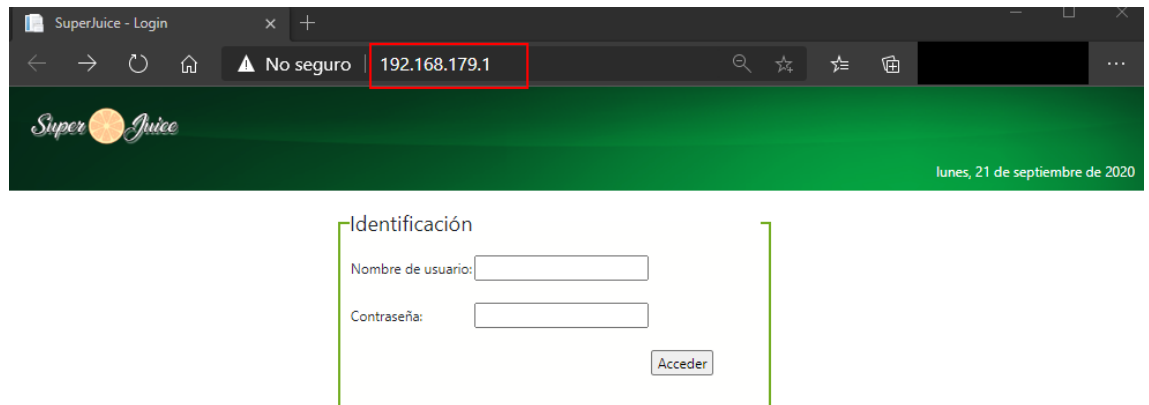 SuperJuice - Login
No seguro 192.168.179.1
Super Juice
lunes, 21 de septiembre de 2020
Identificación
Nombre de usuario:
Contraseña:
Acceder